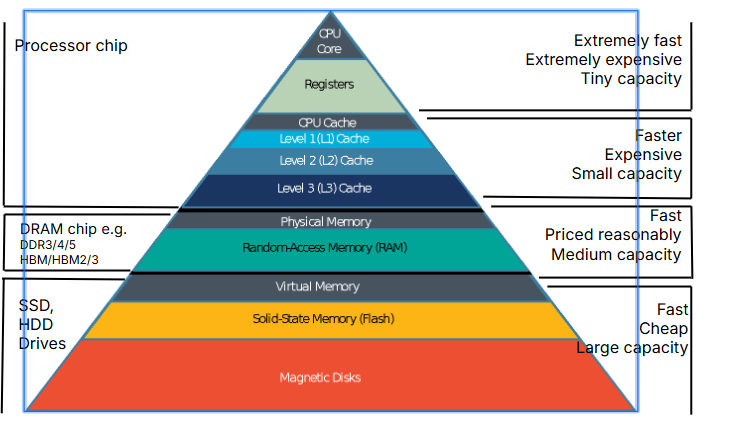 Processor chip
CPU
Core
Registers
Extremely fast
Extremely expensive
Tiny capacity
CPU Cache
Level 1 (L1) Cache
Level 2 (L2) Cache
Level 3 (L3) Cache
Faster
Expensive
Small capacity
DRAM chip e.g.
DDR3/4/5
HBM/HBM2/3
Physical Memory
Random-Access Memory (RAM)
Fast
Priced reasonably
Medium capacity
SSD,
HDD
Drives
Virtual Memory
Solid-State Memory (Flash)
Magnetic Disks
Fast
Cheap
Large capacity